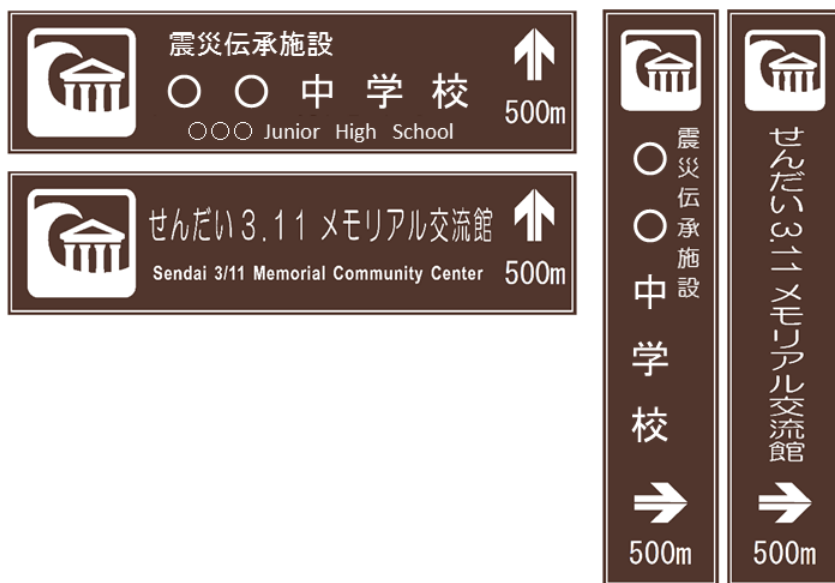 震災伝承施設
○ ○ 中 学 校
○○○ Junior High School
500m
せんだい3.11 メモリアル交流館
Sendai 3/11 Memorial Community Center
500m
震災伝承施設
○○中学校
500m
せんだい3.11メモリアル交流館
500m